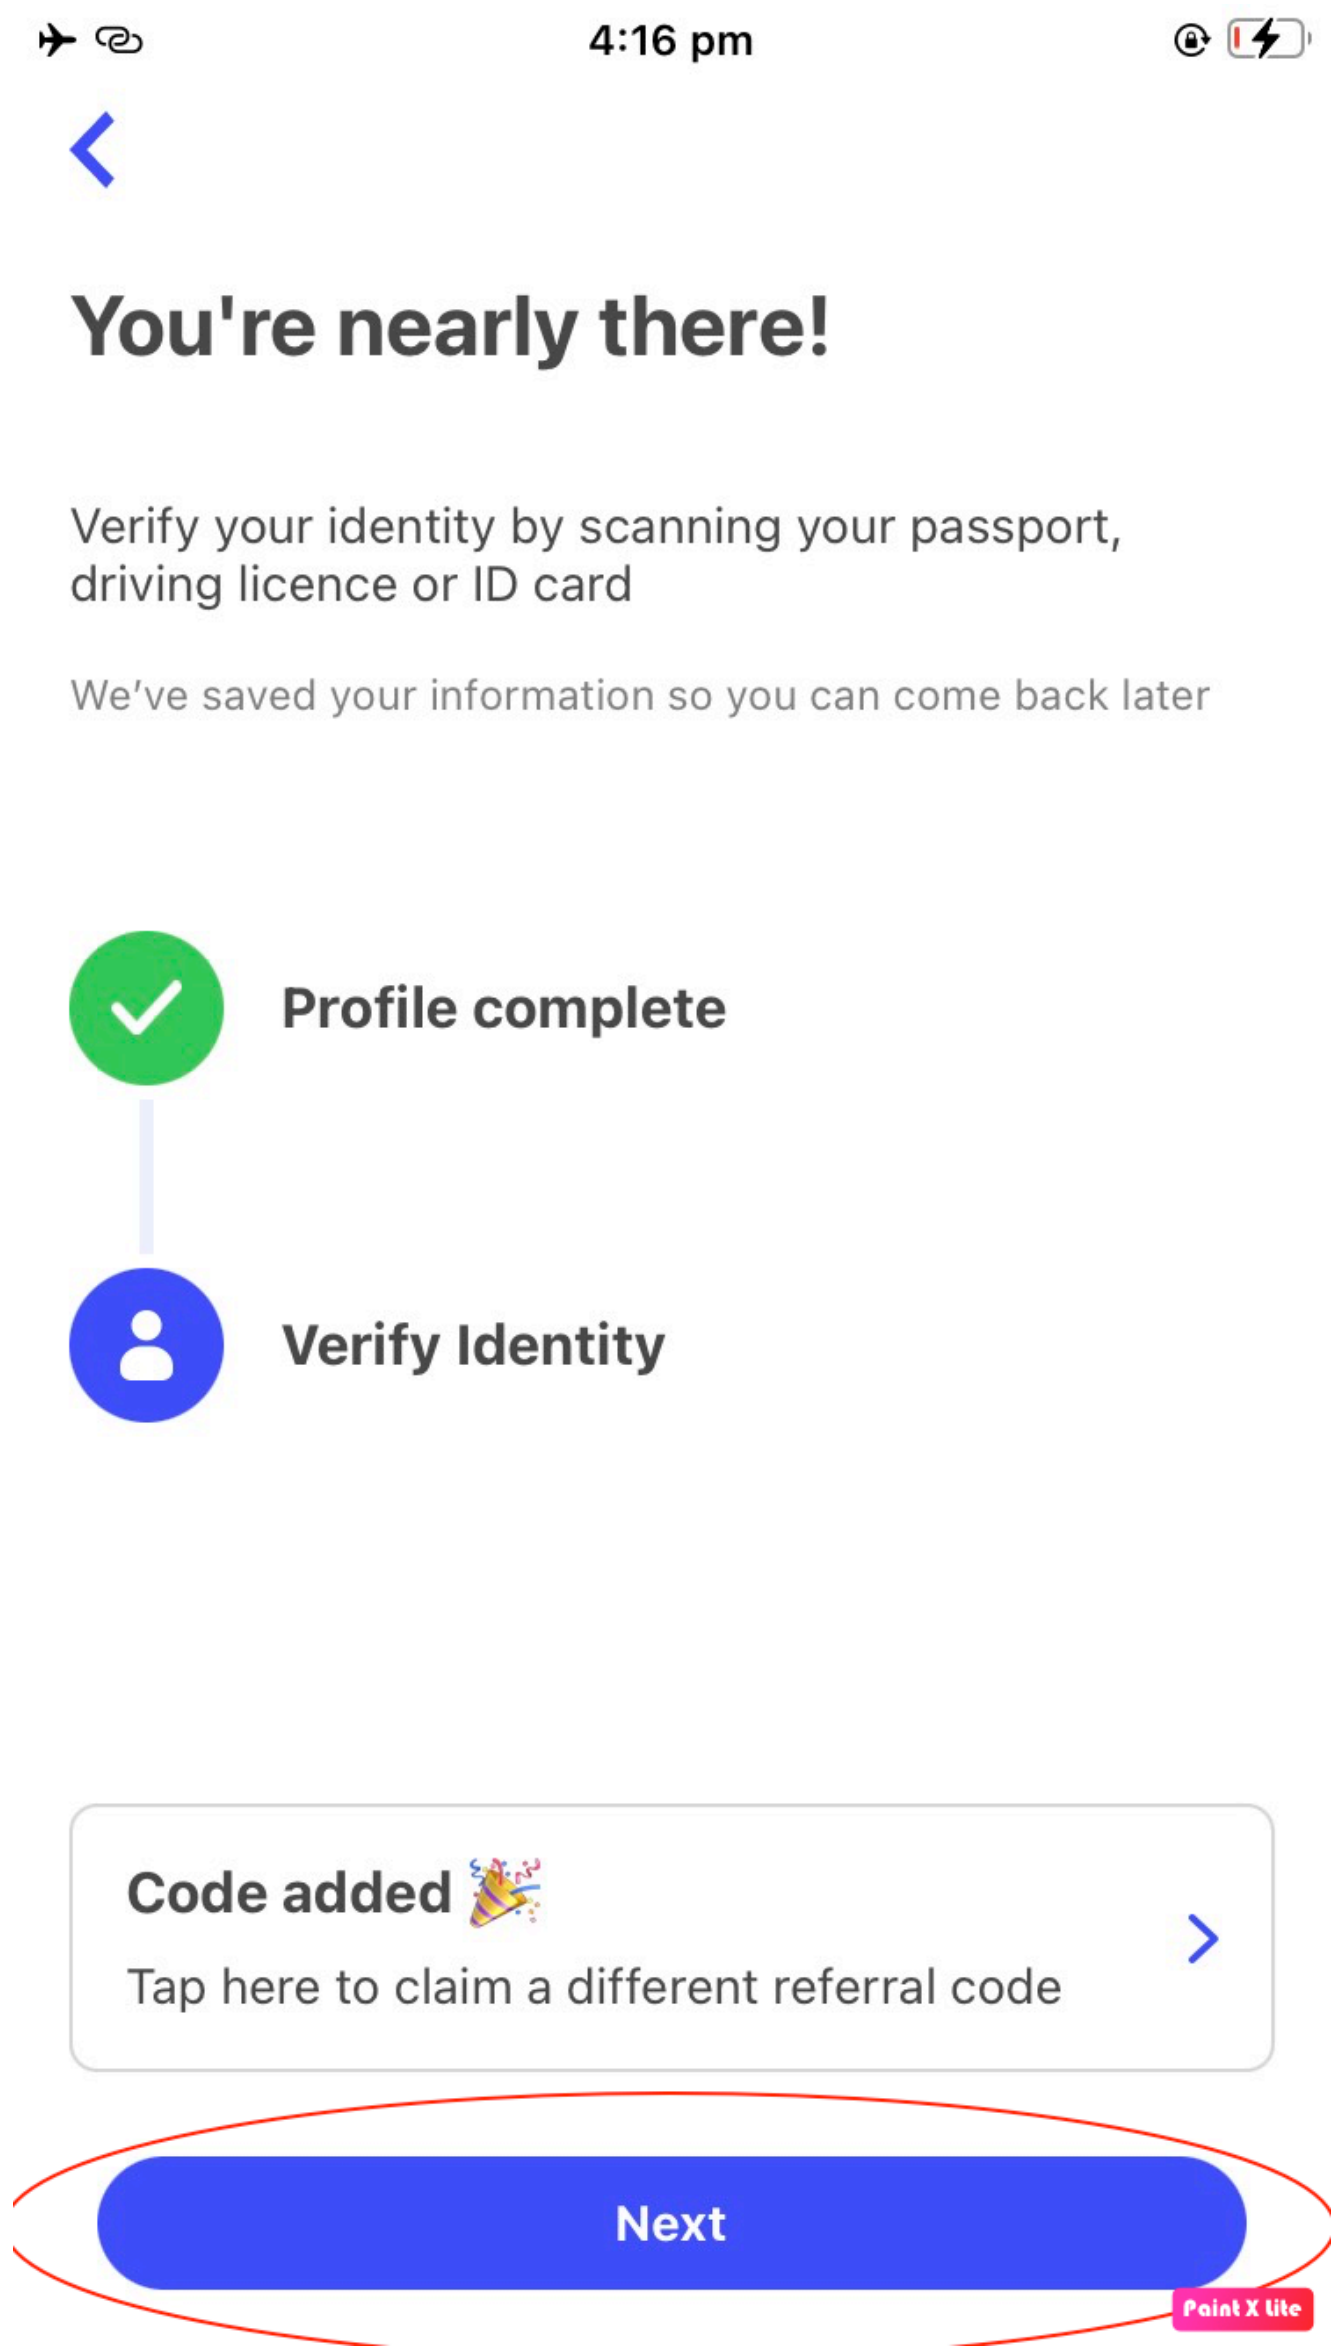 4:16 pm
You're nearly there!
Verify your identity by scanning your passport,
driving licence or ID card
We’ve saved your information so you can come back later
Profile complete
Verify Identity
Code added 🎉
Tap here to claim a different referral code
Next
Paint X Lite